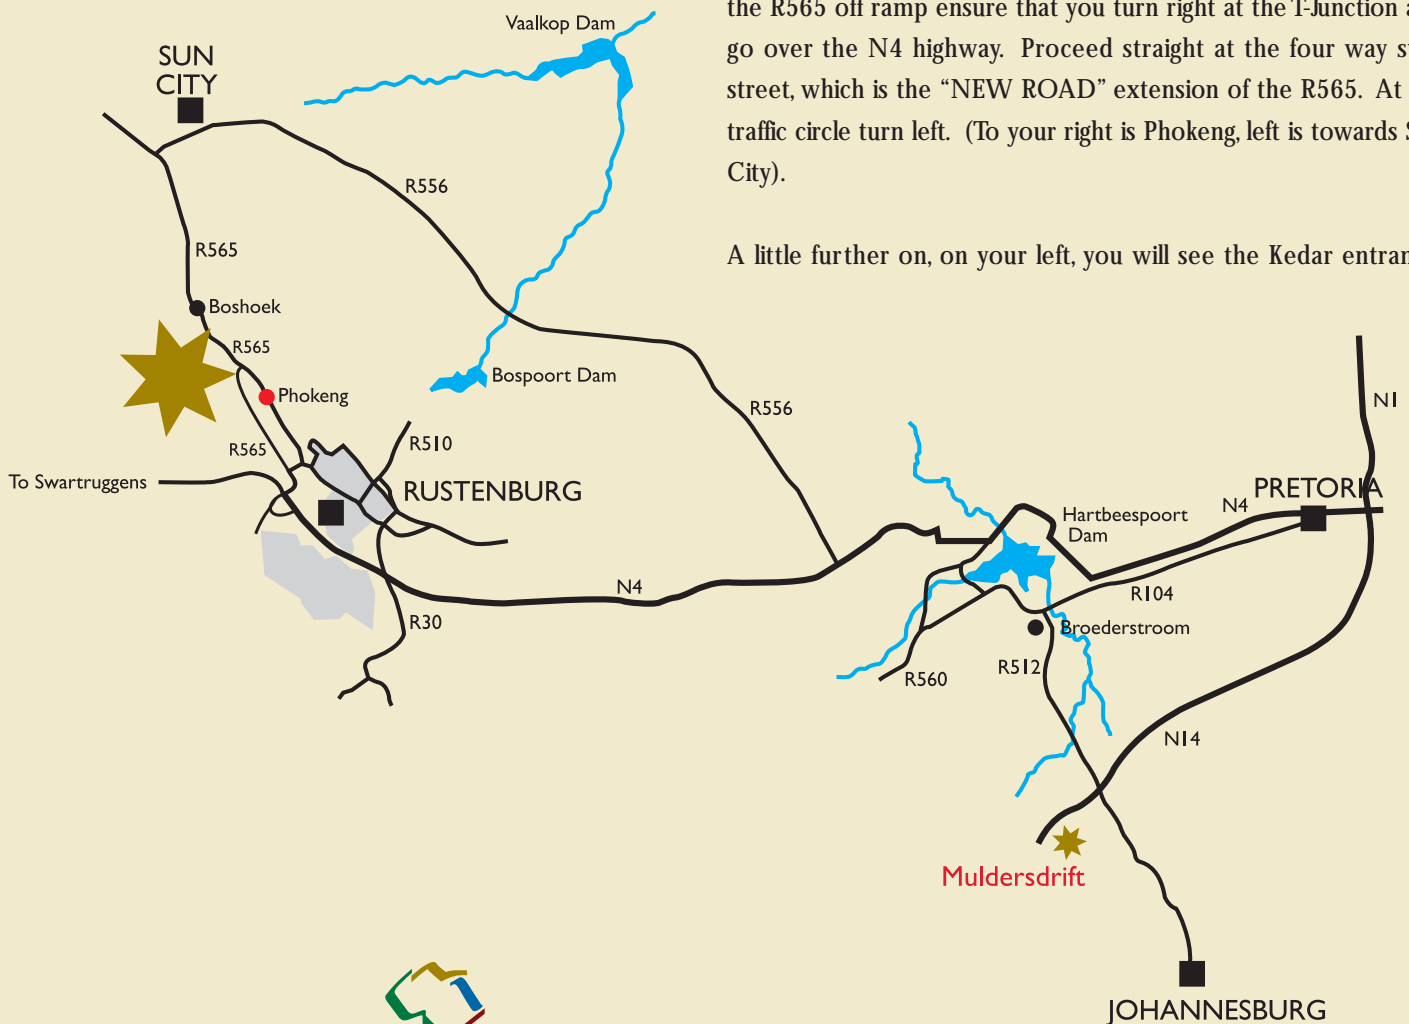 the R565 off ramp ensure that you turn right at the T-Junction
go over the N4 highway. Proceed straight at the four way
street, which is the “NEW ROAD” extension of the R565. At
traffic circle turn left. (To your right is Phokeng, left is towards
City).
A little further on, on your left, you will see the Kedar
Vaalkop Dam
SUN
CITY
R556
R565
Boshoek
R565
Bospoort Dam
Phokeng
R556
N1
R565
R510
To Swartruggens
RUSTENBURG
PRETORIA
N4
Hartbeespoort
Dam
N4
R104
R30
Broederstroom
R512
R560
N14
Muldersdrift
JOHANNESBURG